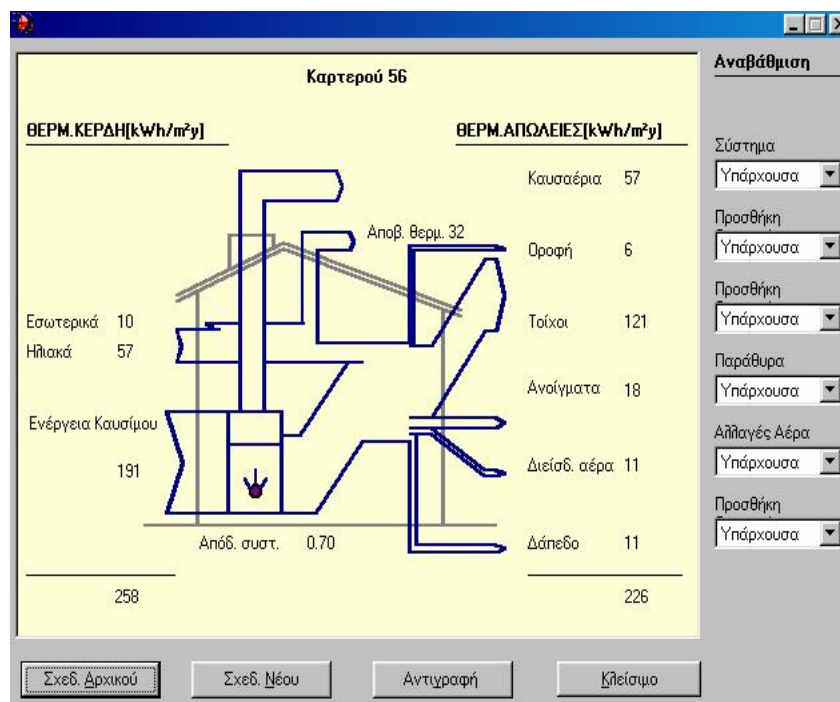 Καρτερού 56
ΘΕΡΜ.ΚΕΡΔΗ[kWh/m²y]
ΘΕΡΜ.ΑΠΩΛΕΙΕΣ[kWh/m²y]
Καυσαέρια 57
Αποβ. θερμ. 32
Οροφή 6
Εσωτερικά 10
Ηλιακά 57
Τοίχοι 121
Ανοίγματα 18
Ενέργεια Καυσίμου
191
Διείσδ. αέρα 11
Απόδ. συστ. 0.70
Δάπεδο 11
258
226
Αναβάθμιση
Σύστημα
Υπάρχουσα
Προσθήκη
Υπάρχουσα
Προσθήκη
Υπάρχουσα
Παράθυρα
Υπάρχουσα
Αλλαγές Αέρα
Υπάρχουσα
Προσθήκη
Υπάρχουσα
Σχεδ. Αρχικού
Σχεδ. Νέου
Αντιγραφή
Κλείσιμο